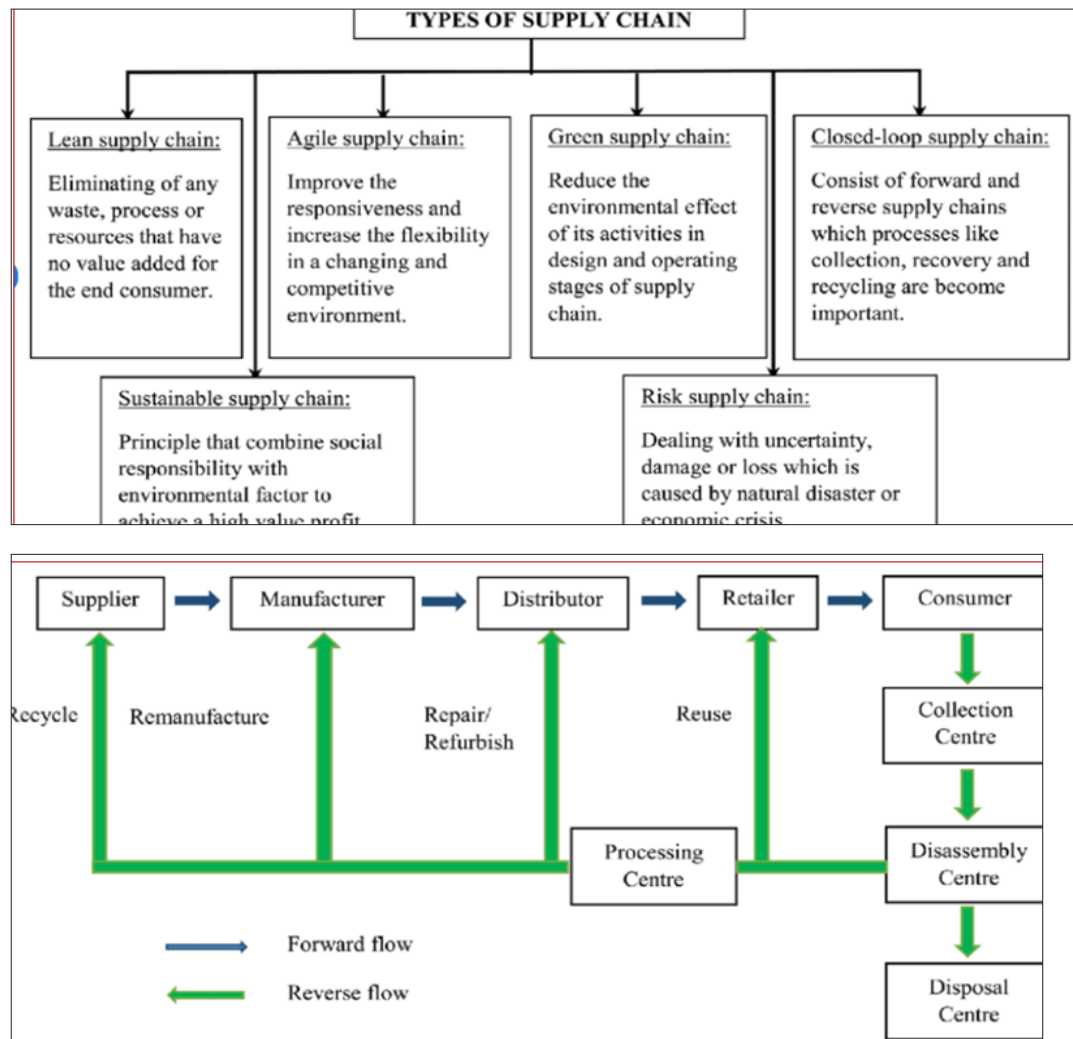 TYPES OF SUPPLY CHAIN
Lean supply chain:
Eliminating of any
waste, process or
resources that have
no value added for
the end consumer.
Agile supply chain:
Improve the
responsiveness and
increase the flexibility
in a changing and
competitive
environment.
Green supply chain:
Reduce the
environmental effect
of its activities in
design and operating
stages of supply
chain.
Closed-loop supply chain:
Consist of forward and
reverse supply chains
which processes like
collection, recovery and
recycling are become
important.
Sustainable supply chain:
Principle that combine social
responsibility with
environmental factor to
achieve a high value profit
Risk supply chain:
Dealing with uncertainty,
damage or loss which is
caused by natural disaster or
economic crisis
Supplier
Manufacturer
Distributor
Retailer
Consumer
Recycle
Remanufacture
Repair/
Refurbish
Reuse
Collection
Centre
Processing
Centre
Disassembly
Centre
Forward flow
Reverse flow
Disposal
Centre